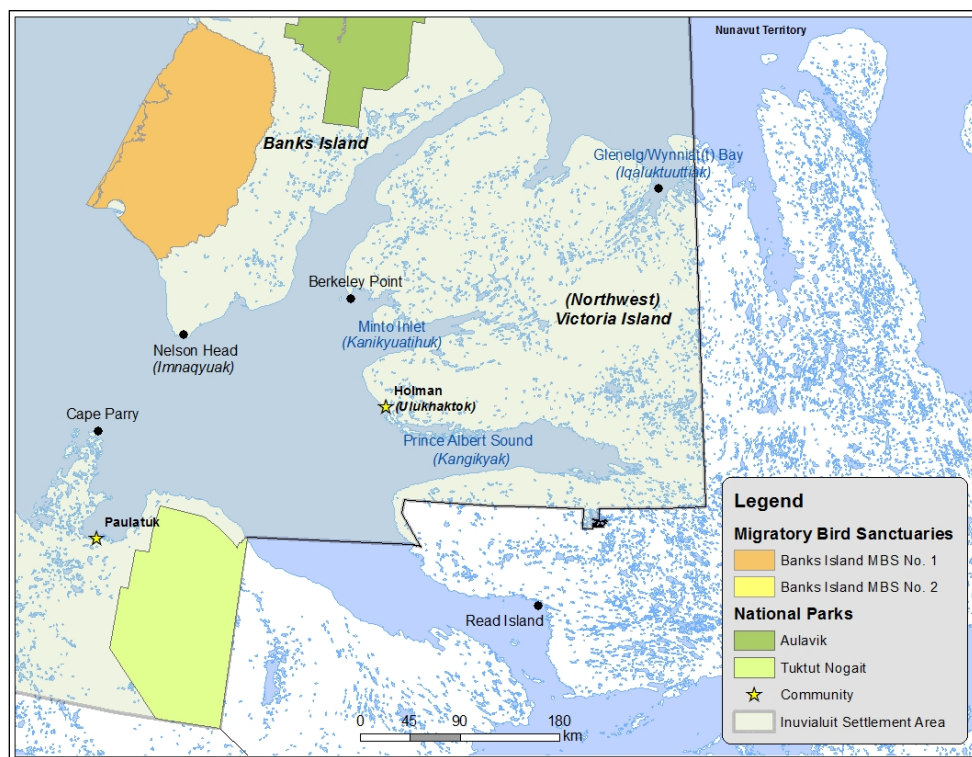 Nunavut Territory
Banks Island
Glenelg/Wynniat(t) Bay
(Iqaluktuuttiak)
Berkeley Point
(Northwest)
Victoria Island
Minto Inlet
(Kanikyuatihuk)
Nelson Head
(Imnaqyuak)
Holman
(Ulukhaktok)
Cape Parry
Prince Albert Sound
(Kangikyak)
Paulatuk
Read Island
Legend
Migratory Bird Sanctuaries
Banks Island MBS No. 1
Banks Island MBS No. 2
National Parks
Aulavik
Tuktut Nogait
Community
Inuvialuit Settlement Area
0 45 90 180
km